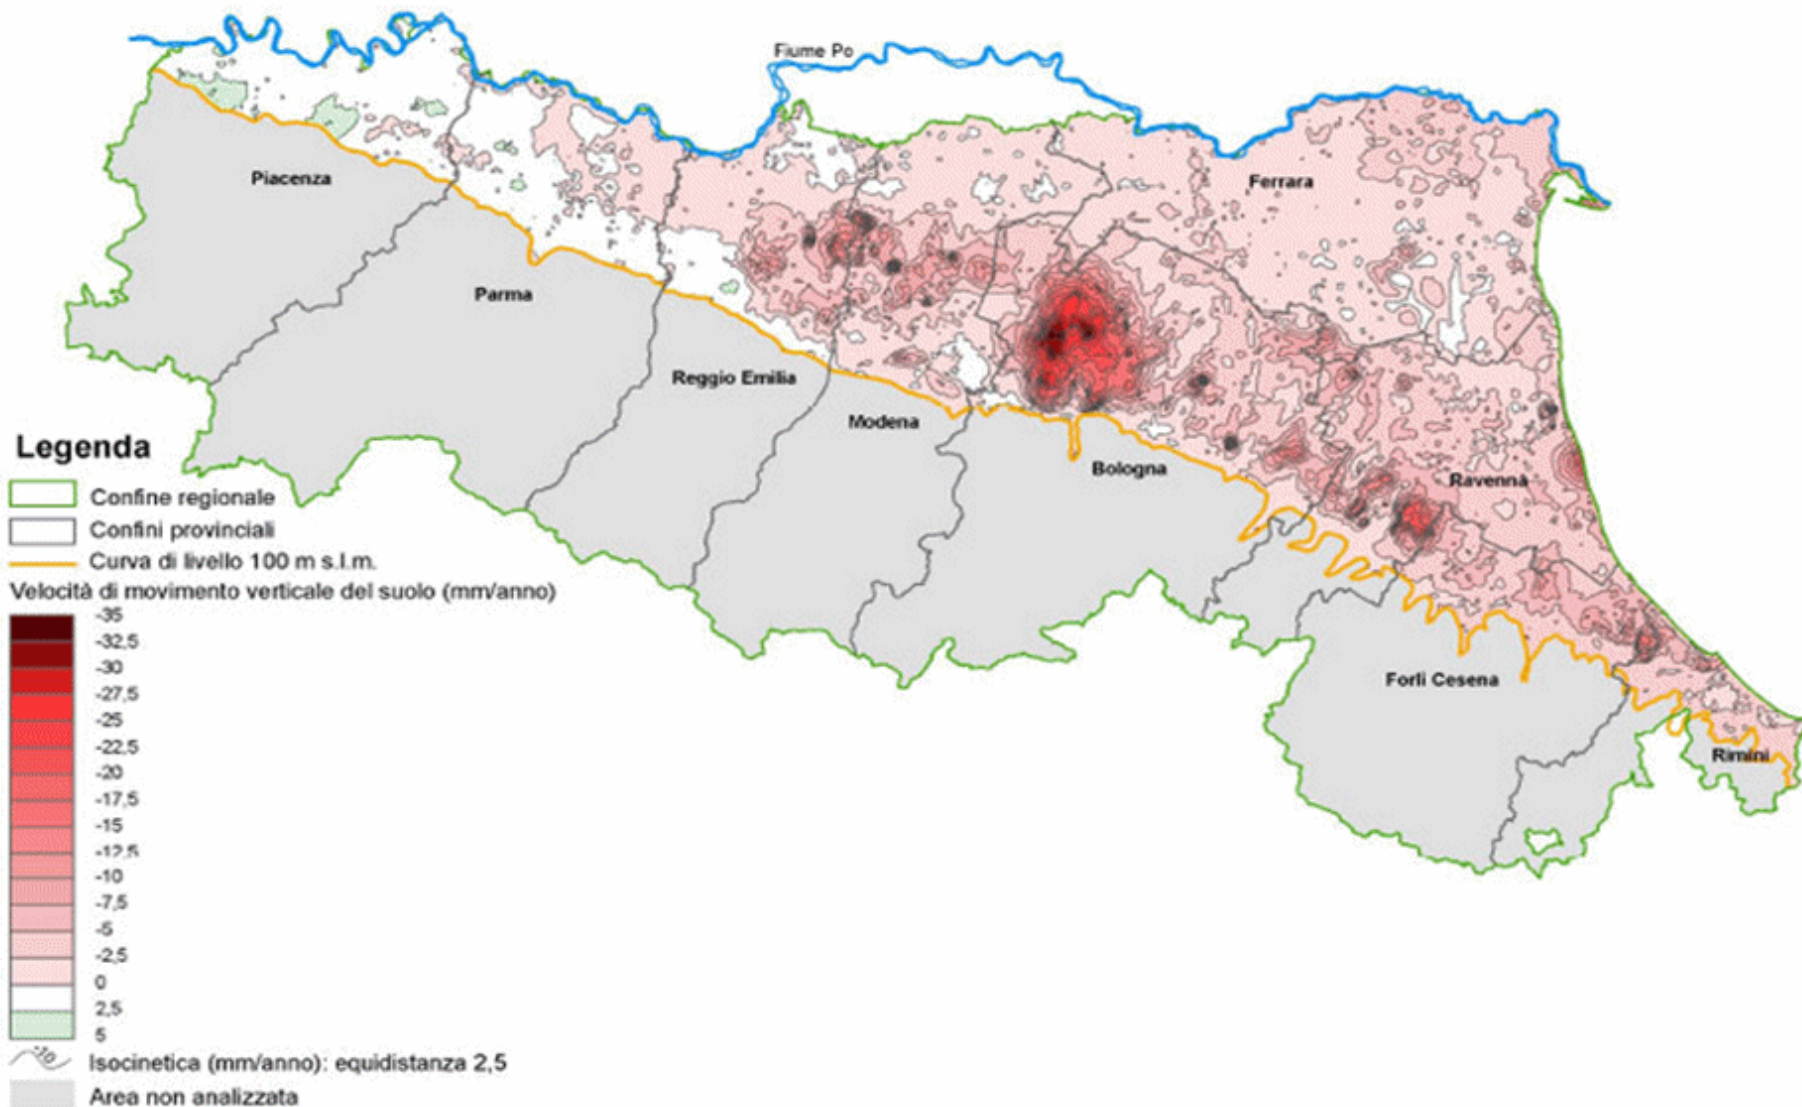 Fiume Po
Piacenza
Ferrara
Parma
Reggio Emilia
Modena
Bologna
Ravenna
Forlì Cesena
Rimini
Legenda
Confine regionale
Confini provinciali
Curva di livello 100 m s.l.m.
Velocità di movimento verticale del suolo (mm/anno)
-35
-32,5
-30
-27,5
-25
-22,5
-20
-17,5
-15
-12,5
-10
-7,5
-5
-2,5
0
2,5
5
-10
Isocinetica (mm/anno): equidistanza 2,5
Area non analizzata